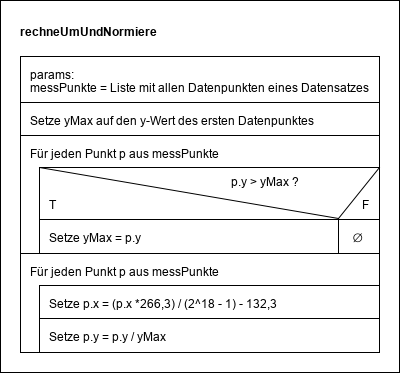 rechneUmUndNormiere
params:
messPunkte = Liste mit allen Datenpunkten eines Datensatzes
Setze yMax auf den y-Wert des ersten Datenpunktes
Für jeden Punkt p aus messPunkte
p.y > yMax ?
T
F
Setze yMax = p.y
∅
Für jeden Punkt p aus messPunkte
Setze p.x = (p.x *266,3) / (2^18 - 1) - 132,3
Setze p.y = p.y / yMax